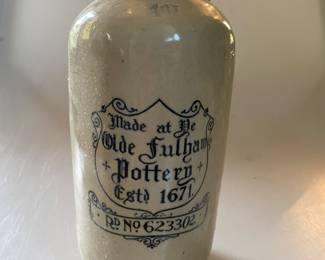 Made at Ye
Olde Fulham
Pottery
Estd 1671.
RD. NO 623302.